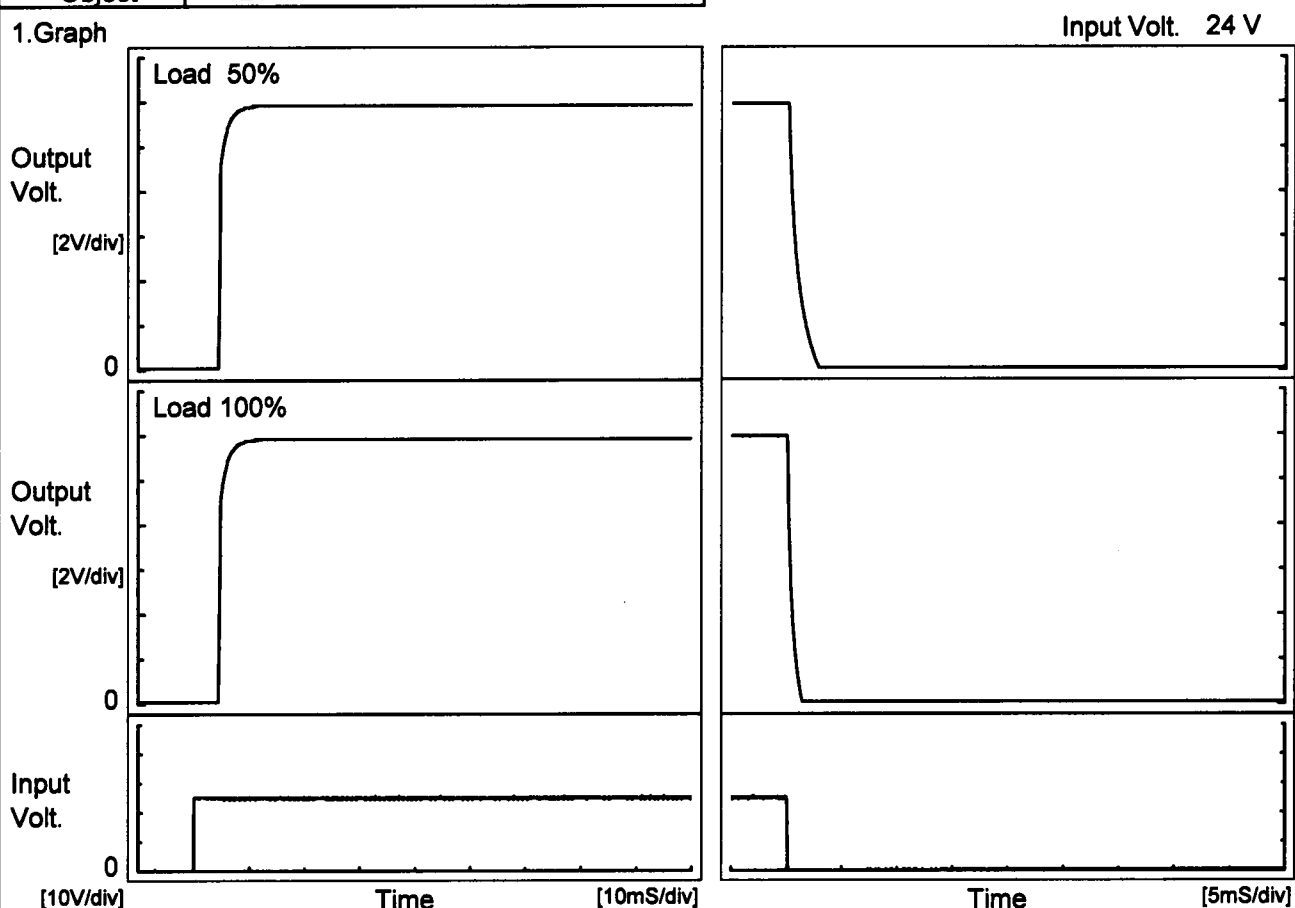 1.Graph
Input Volt. 24 V
Load 50%
Output
Volt.
[2V/div]
0
Load 100%
Output
Volt.
[2V/div]
0
Input
Volt.
0
[10V/div]
Time
[10mS/div]
Time
[5mS/div]